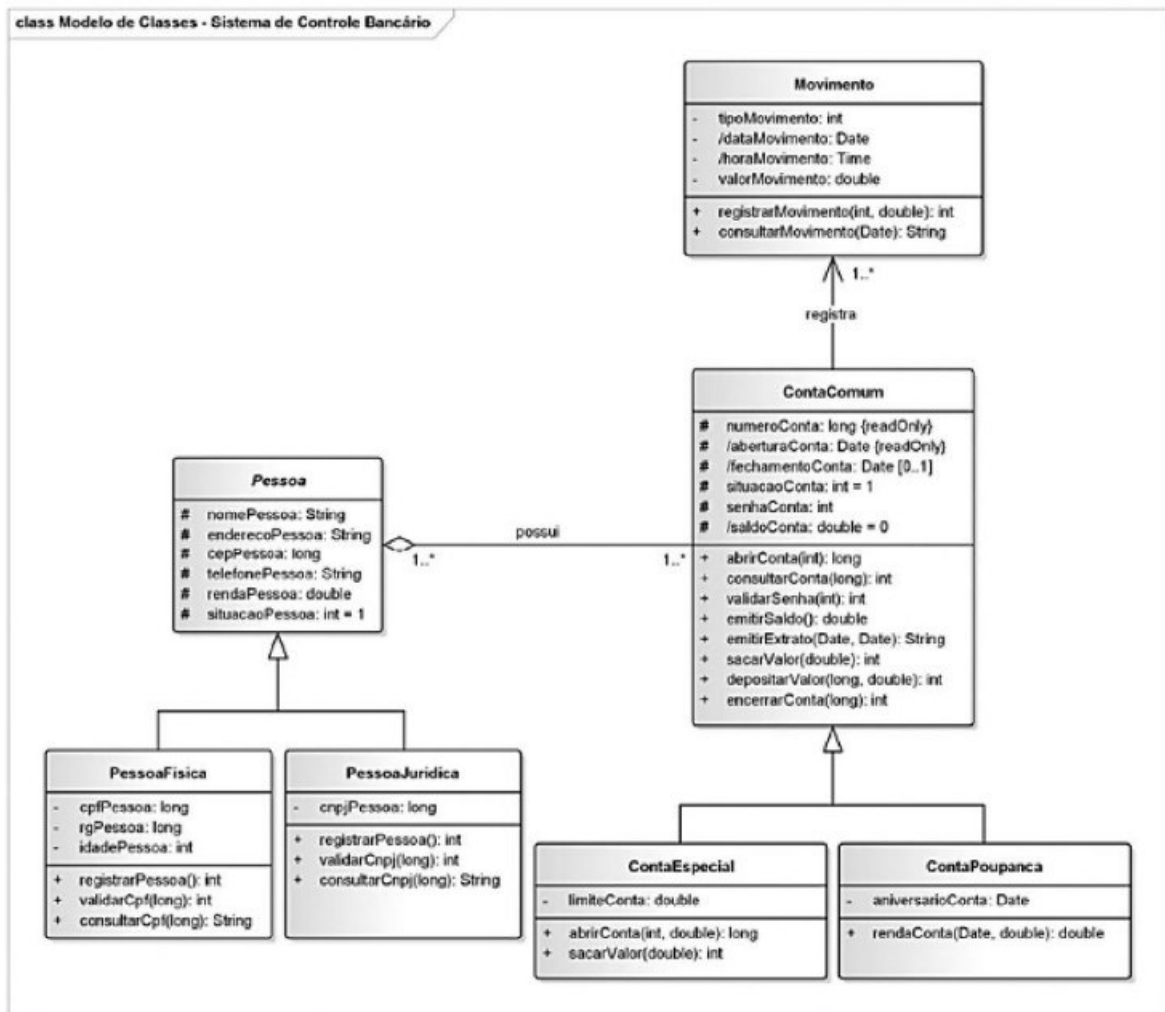 class Modelo de Classes - Sistema de Controle Bancário
Movimento
- tipoMovimento: int
- /dataMovimento: Date
- /horaMovimento: Time
- valorMovimento: double
+ registrarMovimento(int, double): int
+ consultarMovimento(Date): String
1..*
registra
ContaComum
# numeroConta: long {readOnly}
# /aberturaConta: Date {readOnly}
# /fechamentoConta: Date [0..1]
# situacaoConta: int = 1
# senhaConta: int
# /saldoConta: double = 0
+ abrirConta(int): long
+ consultarConta(long): int
+ validarSenha(int): int
+ emitirSaldo(): double
+ emitirExtrato(Date, Date): String
+ sacarValor(double): int
+ depositarValor(long, double): int
+ encerrarConta(long): int
Pessoa
# nomePessoa: String
# enderecoPessoa: String
# cepPessoa: long
# telefonePessoa: String
# rendaPessoa: double
# situacaoPessoa: int = 1
possui
1..*
1..*
PessoaFisica
- cpfPessoa: long
- rgPessoa: long
- idadePessoa: int
+ registrarPessoa(): int
+ validarCpf(long): int
+ consultarCpf(long): String
PessoaJuridica
- cnpjPessoa: long
+ registrarPessoa(): int
+ validarCnpj(long): int
+ consultarCnpj(long): String
ContaEspecial
- limiteConta: double
+ abrirConta(int, double): long
+ sacarValor(double): int
ContaPoupanca
- aniversarioConta: Date
+ rendaConta(Date, double): double